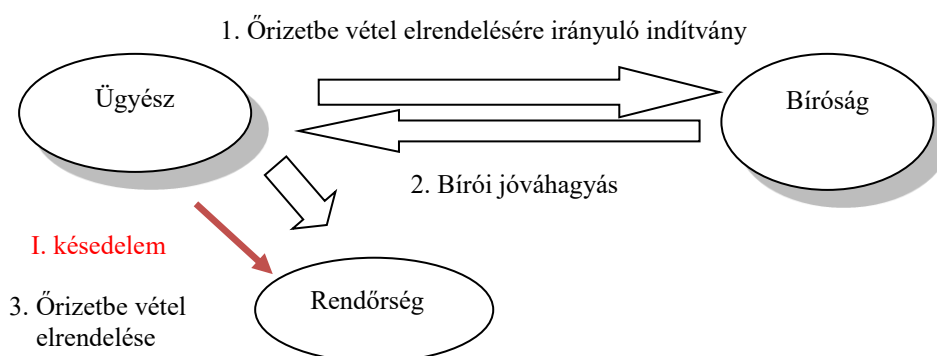 1. Őrizetbe vétel elrendelésére irányuló indítvány
Ügyész
Bíróság
2. Bírói jóváhagyás
I. késedelem
3. Őrizetbe vétel
elrendelése
Rendőrség